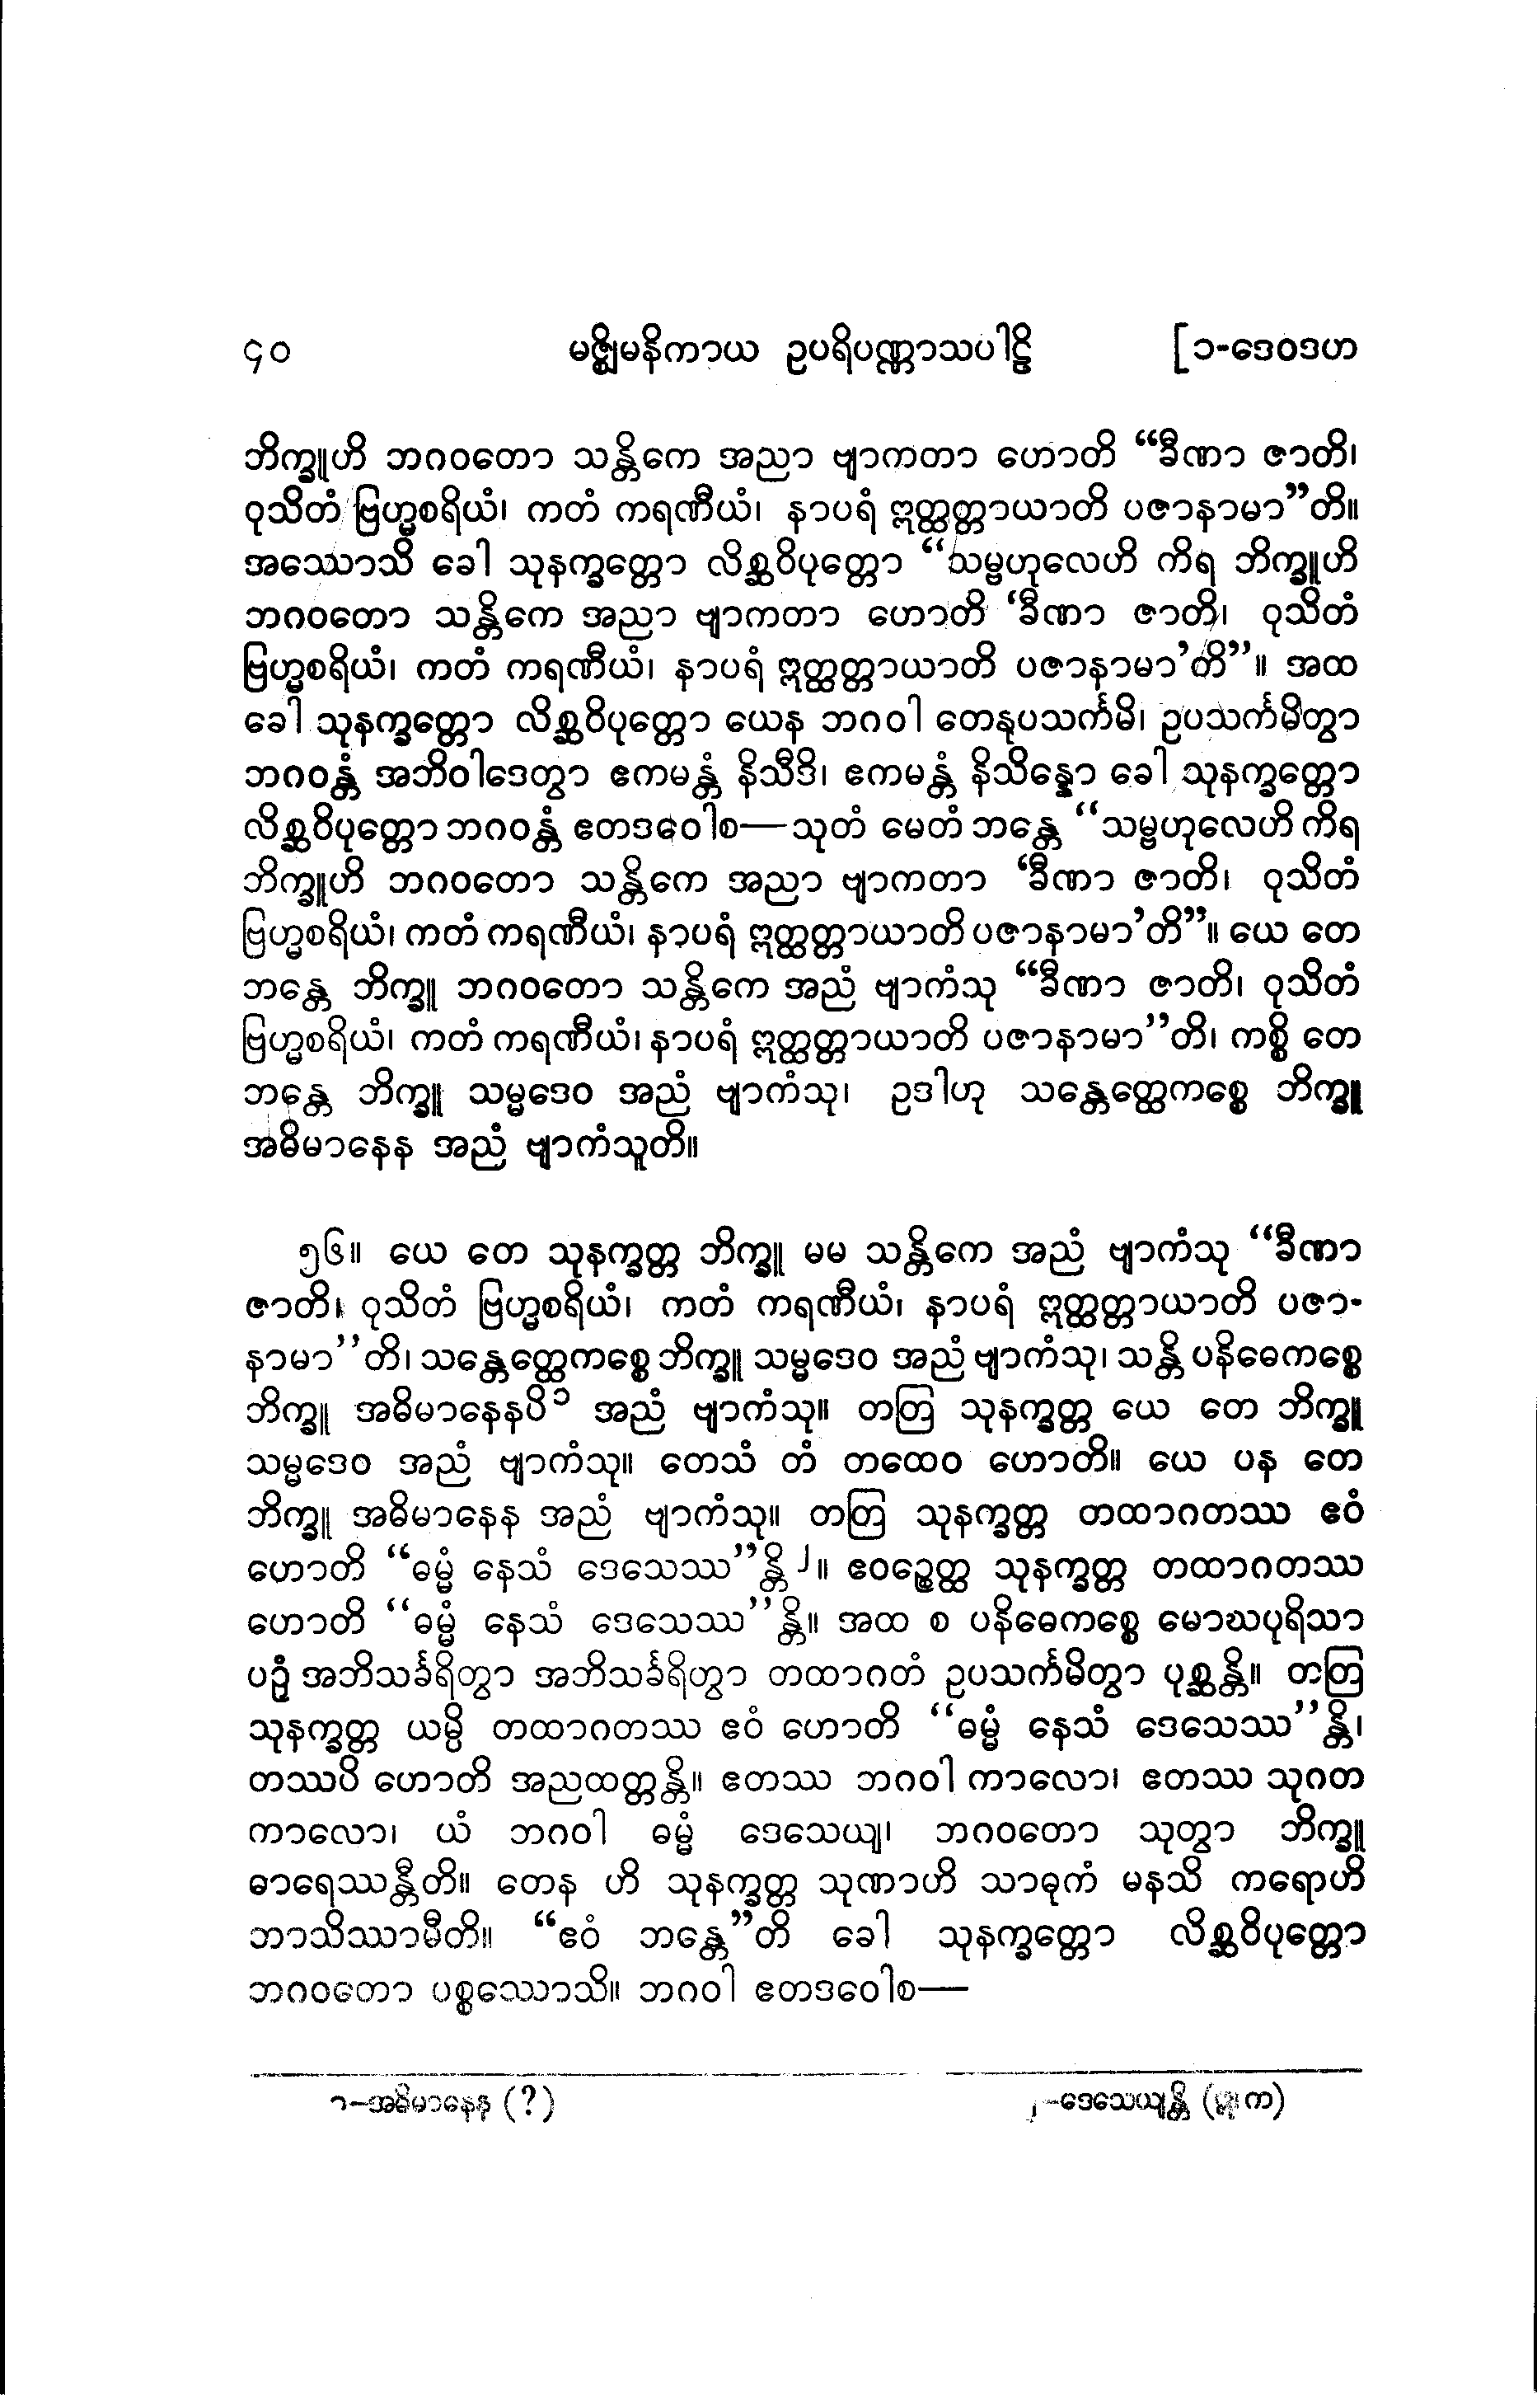 ၄၀ မဇ္ဈိမနိကာယ ဥပရိပဏ္ဏာသပါဠိ [၁-ဒေဝဒဟ
ဘိက္ခူဟိ ဘဂဝတော သန္တိကေ အညာ ဗျာကတာ ဟောတိ “ခီဏာ ဇာတိ၊
ဝုသိတံ ဗြဟ္မစရိယံ၊ ကတံ ကရဏီယံ၊ နာပရံ ဣတ္ထတ္တာယာတိ ပဇာနာမာ”တိ။
အဿောသိ ခေါ သုနက္ခတ္တော လိစ္ဆဝိပုတ္တော “သမ္ဗဟုလေဟိ ကိရ ဘိက္ခူဟိ
ဘဂဝတော သန္တိကေ အညာ ဗျာကတာ ဟောတိ ‘ခီဏာ ဇာတိ၊ ဝုသိတံ
ဗြဟ္မစရိယံ၊ ကတံ ကရဏီယံ၊ နာပရံ ဣတ္ထတ္တာယာတိ ပဇာနာမာ’တိ”။ အထ
ခေါ သုနက္ခတ္တော လိစ္ဆဝိပုတ္တော ယေန ဘဂဝါ တေနုပသင်္ကမိ၊ ဥပသင်္ကမိတွာ
ဘဂဝန္တံ အဘိဝါဒေတွာ ဧကမန္တံ နိသီဒိ၊ ဧကမန္တံ နိသိန္နော ခေါ သုနက္ခတ္တော
လိစ္ဆဝိပုတ္တော ဘဂဝန္တံ ဧတဒဝေါစ—သုတံ မေတံ ဘန္တေ “သမ္ဗဟုလေဟိ ကိရ
ဘိက္ခူဟိ ဘဂဝတော သန္တိကေ အညာ ဗျာကတာ ‘ခီဏာ ဇာတိ၊ ဝုသိတံ
ဗြဟ္မစရိယံ၊ ကတံ ကရဏီယံ၊ နာပရံ ဣတ္ထတ္တာယာတိ ပဇာနာမာ’တိ”။ ယေ တေ
ဘန္တေ ဘိက္ခူ ဘဂဝတော သန္တိကေ အညံ ဗျာကံသု “ခီဏာ ဇာတိ၊ ဝုသိတံ
ဗြဟ္မစရိယံ၊ ကတံ ကရဏီယံ၊ နာပရံ ဣတ္ထတ္တာယာတိ ပဇာနာမာ”တိ၊ ကစ္စိ တေ
ဘန္တေ ဘိက္ခူ သမ္မဒေဝ အညံ ဗျာကံသု၊ ဥဒါဟု သန္တေတ္ထေကစ္စေ ဘိက္ခူ
အဓိမာနေန အညံ ဗျာကံသူတိ။
၅၆။ ယေ တေ သုနက္ခတ္တ ဘိက္ခူ မမ သန္တိကေ အညံ ဗျာကံသု “ခီဏာ
ဇာတိ၊ ဝုသိတံ ဗြဟ္မစရိယံ၊ ကတံ ကရဏီယံ၊ နာပရံ ဣတ္ထတ္တာယာတိ ပဇာ-
နာမာ”တိ၊ သန္တေတ္ထေကစ္စေ ဘိက္ခူ သမ္မဒေဝ အညံ ဗျာကံသု၊ သန္တိ ပနိဓေကစ္စေ
ဘိက္ခူ အဓိမာနေနပိ၁ အညံ ဗျာကံသု။ တတြ သုနက္ခတ္တ ယေ တေ ဘိက္ခူ
သမ္မဒေဝ အညံ ဗျာကံသု။ တေသံ တံ တထေဝ ဟောတိ။ ယေ ပန တေ
ဘိက္ခူ အဓိမာနေန အညံ ဗျာကံသု။ တတြ သုနက္ခတ္တ တထာဂတဿ ဧဝံ
ဟောတိ “ဓမ္မံ နေသံ ဒေသေဿ”န္တိ၂။ ဧဝဉ္စေတ္ထ သုနက္ခတ္တ တထာဂတဿ
ဟောတိ “ဓမ္မံ နေသံ ဒေသေဿ”န္တိ။ အထ စ ပနိဓေကစ္စေ မောဃပုရိသာ
ပဉှံ အဘိသင်္ခရိတွာ အဘိသင်္ခရိတွာ တထာဂတံ ဥပသင်္ကမိတွာ ပုစ္ဆန္တိ။ တတြ
သုနက္ခတ္တ ယမ္ပိ တထာဂတဿ ဧဝံ ဟောတိ “ဓမ္မံ နေသံ ဒေသေဿ”န္တိ၊
တဿပိ ဟောတိ အညထတ္တန္တိ။ ဧတဿ ဘဂဝါ ကာလော၊ ဧတဿ သုဂတ
ကာလော၊ ယံ ဘဂဝါ ဓမ္မံ ဒေသေယျ၊ ဘဂဝတော သုတွာ ဘိက္ခူ
ဓာရေဿန္တီတိ။ တေန ဟိ သုနက္ခတ္တ သုဏာဟိ သာဓုကံ မနသိ ကရောဟိ
ဘာသိဿာမီတိ။ “ဧဝံ ဘန္တေ”တိ ခေါ သုနက္ခတ္တော လိစ္ဆဝိပုတ္တော
ဘဂဝတော ပစ္စဿောသိ။ ဘဂဝါ ဧတဒဝေါစ—
၁-အဓိမာနေန (?) ၂-ဒေသေယျန္တိ (က)